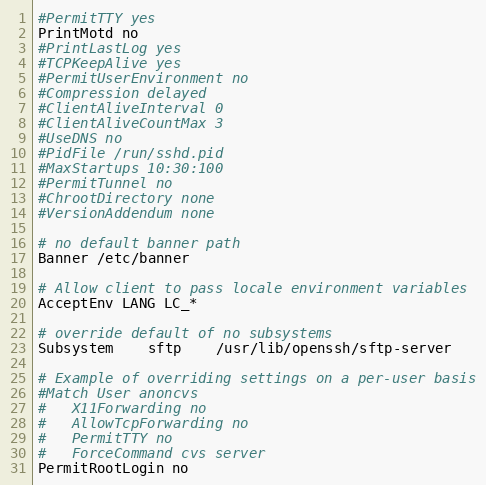 1 #PermitTTY yes
2 PrintMotd no
3 #PrintLastLog yes
4 #TCPKeepAlive yes
5 #PermitUserEnvironment no
6 #Compression delayed
7 #ClientAliveInterval 0
8 #ClientAliveCountMax 3
9 #UseDNS no
10 #PidFile /run/sshd.pid
11 #MaxStartups 10:30:100
12 #PermitTunnel no
13 #ChrootDirectory none
14 #VersionAddendum none
15
16 # no default banner path
17 Banner /etc/banner
18
19 # Allow client to pass locale environment variables
20 AcceptEnv LANG LC_*
21
22 # override default of no subsystems
23 Subsystem    sftp    /usr/lib/openssh/sftp-server
24
25 # Example of overriding settings on a per-user basis
26 #Match User anoncvs
27 #   X11Forwarding no
28 #   AllowTcpForwarding no
29 #   PermitTTY no
30 #   ForceCommand cvs server
31 PermitRootLogin no